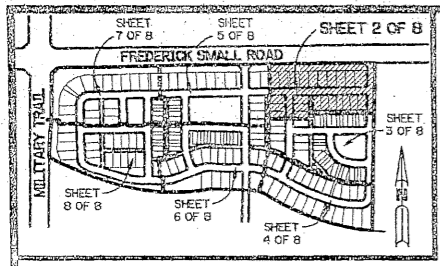 SHEET
7 OF 8
SHEET
5 OF 8
SHEET 2 OF 8
FREDERICK SMALL ROAD
MILITARY TRAIL
SHEET
3 OF 8
SHEET
8 OF 8
SHEET
6 OF 8
SHEET
4 OF 8